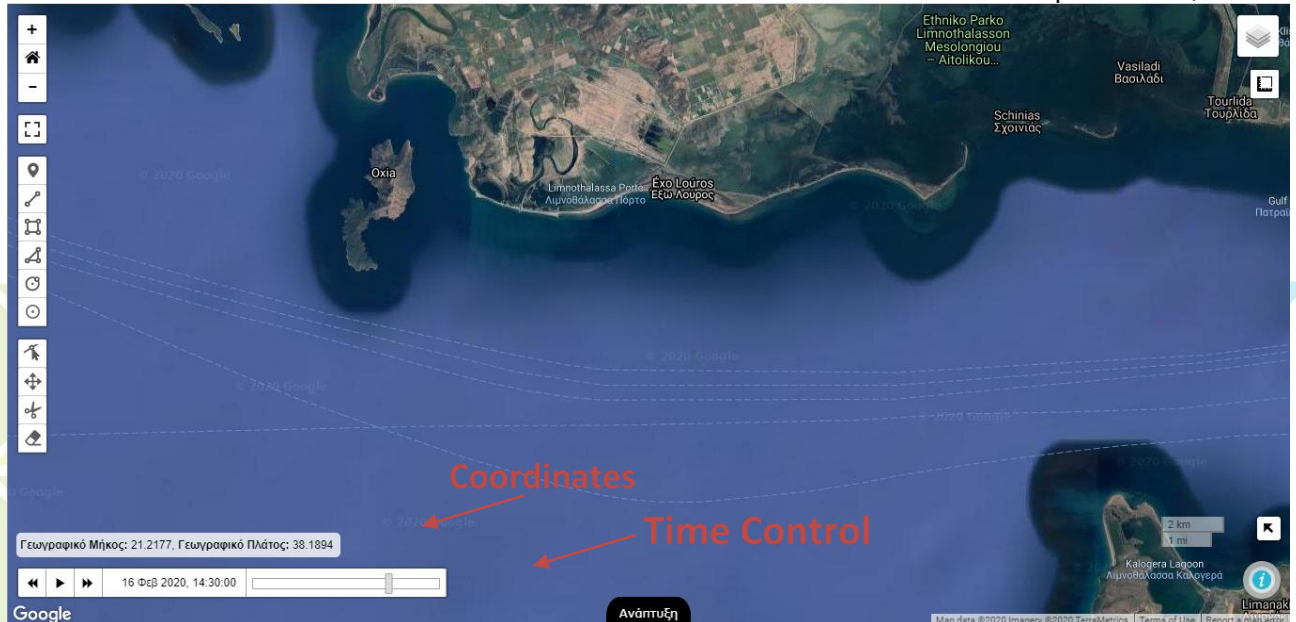 +
-
Ethniko Parko
Limnothalasson
Mesolongiou
– Aitolikou...
Vasiladi
Βασιλάδι
Tourlida
Τουρλίδα
Schinias
Σχοινιάς
Oxia
© 2020 Google
Limnothalassa Porto
Λιμνοθάλασσα Πόρτο
Éxo Loúros
Έξω Λούρος
© 2020 Google
Gulf
© 2020 Google
© 2020 Google
© 2020 Google
Coordinates
© 2020 Google
© 2020 Google
Time Control
Γεωγραφικό Μήκος: 21.2177, Γεωγραφικό Πλάτος: 38.1894
2 km
1 mi
Kalogera Lagoon
Λιμνοθάλασσα Καλογερά
16 Φεβ 2020, 14:30:00
Limanaki
Google
Ανάπτυξη
Map data ©2020 Imagery ©2020 TerraMetrics
Terms of Use
Report a map error